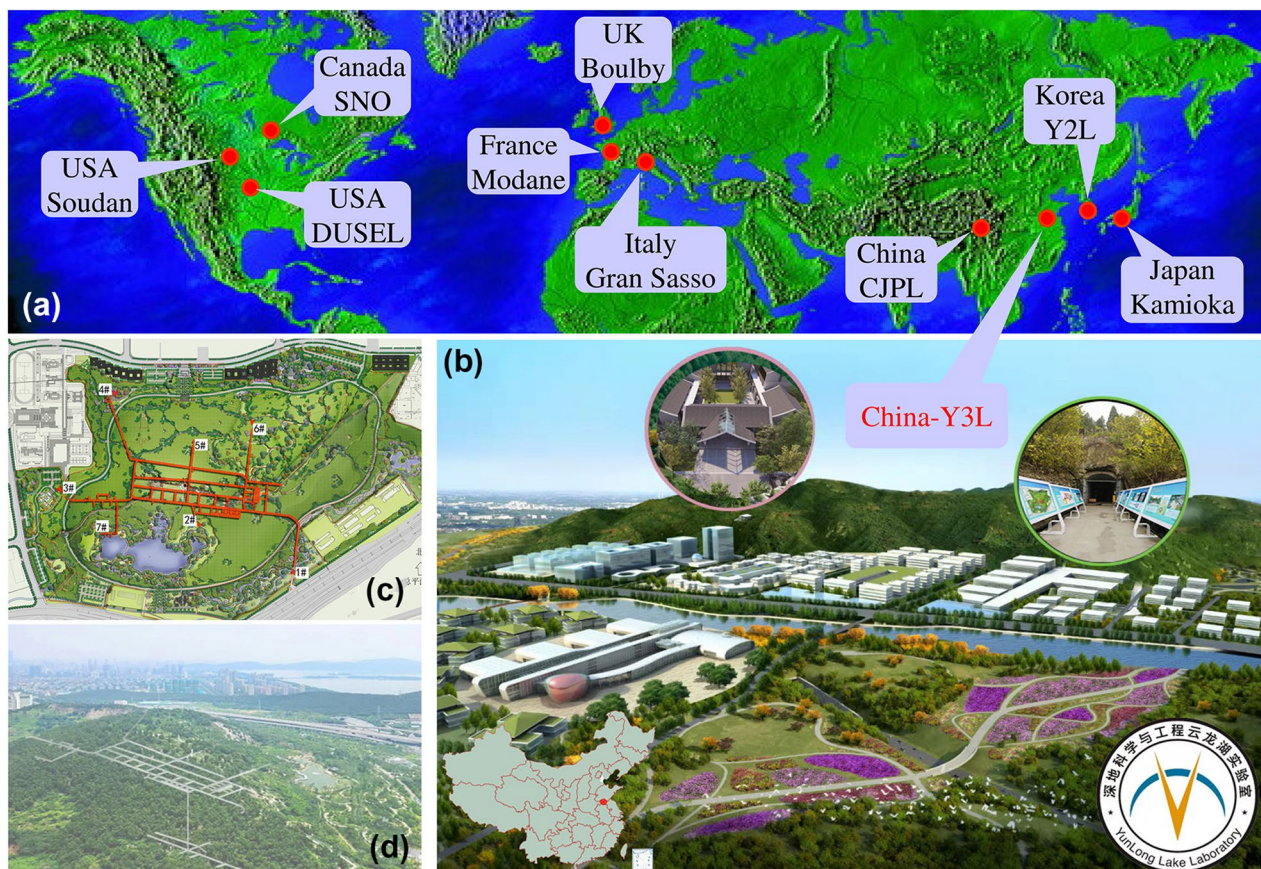 UK
Boulby
Canada
SNO
Korea
Y2L
France
Modane
USA
Soudan
USA
DUSEL
Italy
Gran Sasso
China
CJPL
Japan
Kamioka
(a)
(b)
China-Y3L
4#
6#
5#
3#
2#
7#
1#
北
(c)
(d)
深地科学与工程云龙湖实验室
YunLong Lake Laboratory